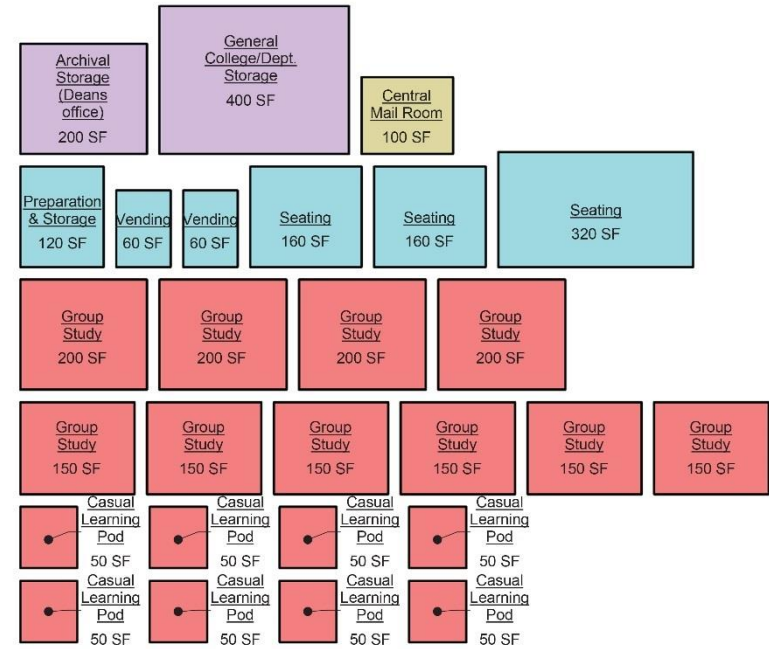 Archival
Storage
(Deans
office)
200 SF
General
College/Dept.
Storage
400 SF
Central
Mail Room
100 SF
Preparation
& Storage
120 SF
Vending
60 SF
Vending
60 SF
Seating
160 SF
Seating
160 SF
Seating
320 SF
Group
Study
200 SF
Group
Study
200 SF
Group
Study
200 SF
Group
Study
200 SF
Group
Study
150 SF
Group
Study
150 SF
Group
Study
150 SF
Group
Study
150 SF
Group
Study
150 SF
Group
Study
150 SF
Casual
Learning
Pod
50 SF
Casual
Learning
Pod
50 SF
Casual
Learning
Pod
50 SF
Casual
Learning
Pod
50 SF
Casual
Learning
Pod
50 SF
Casual
Learning
Pod
50 SF
Casual
Learning
Pod
50 SF
Casual
Learning
Pod
50 SF